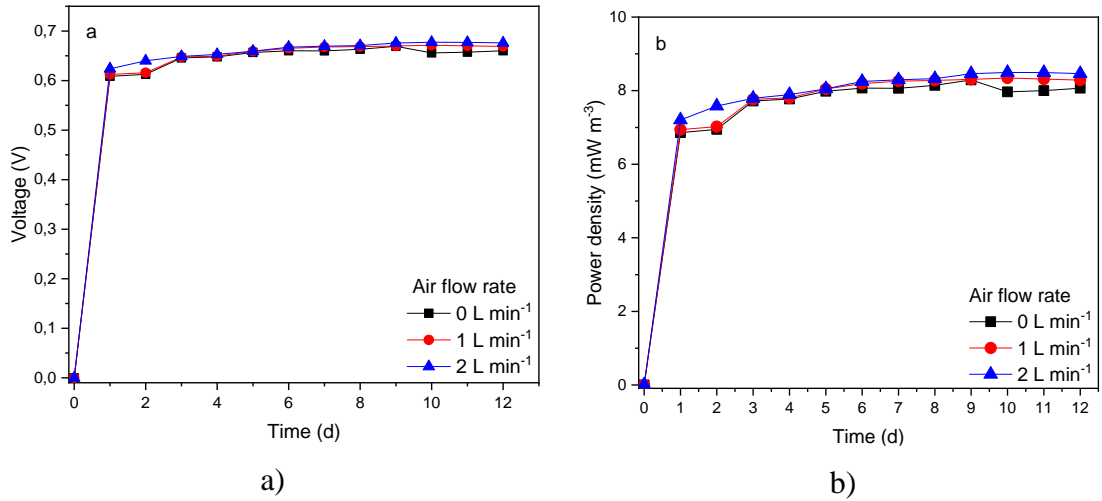 a
Voltage (V)
0,7
0,6
0,5
0,4
0,3
0,2
0,1
0,0
0 2 4 6 8 10 12
Time (d)
Air flow rate
0 L min-1
1 L min-1
2 L min-1
a)
b
Power density (mW m-3)
10
8
6
4
2
0
0 1 2 3 4 5 6 7 8 9 10 11 12
Time (d)
Air flow rate
0 L min-1
1 L min-1
2 L min-1
b)